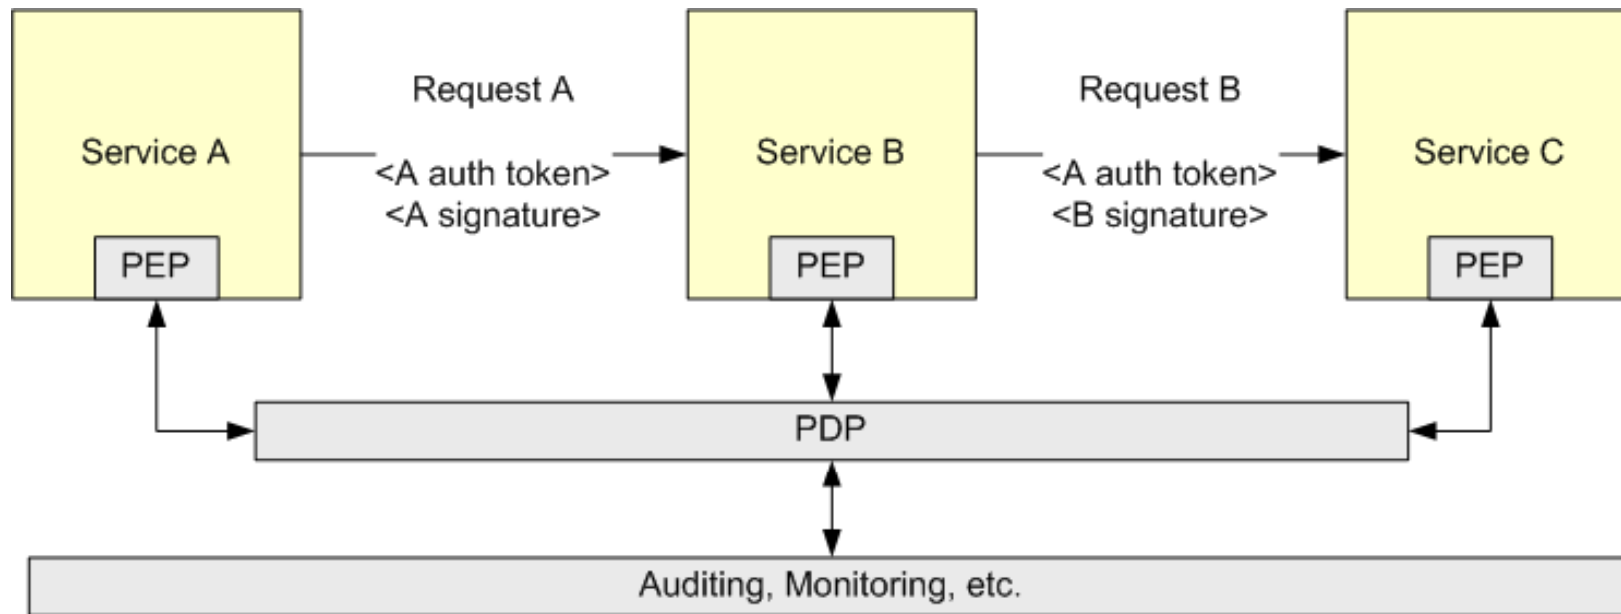 Request A
Request B
Service A
Service B
Service C
<A auth token>
<A signature>
<A auth token>
<B signature>
PEP
PEP
PEP
PDP
Auditing, Monitoring, etc.